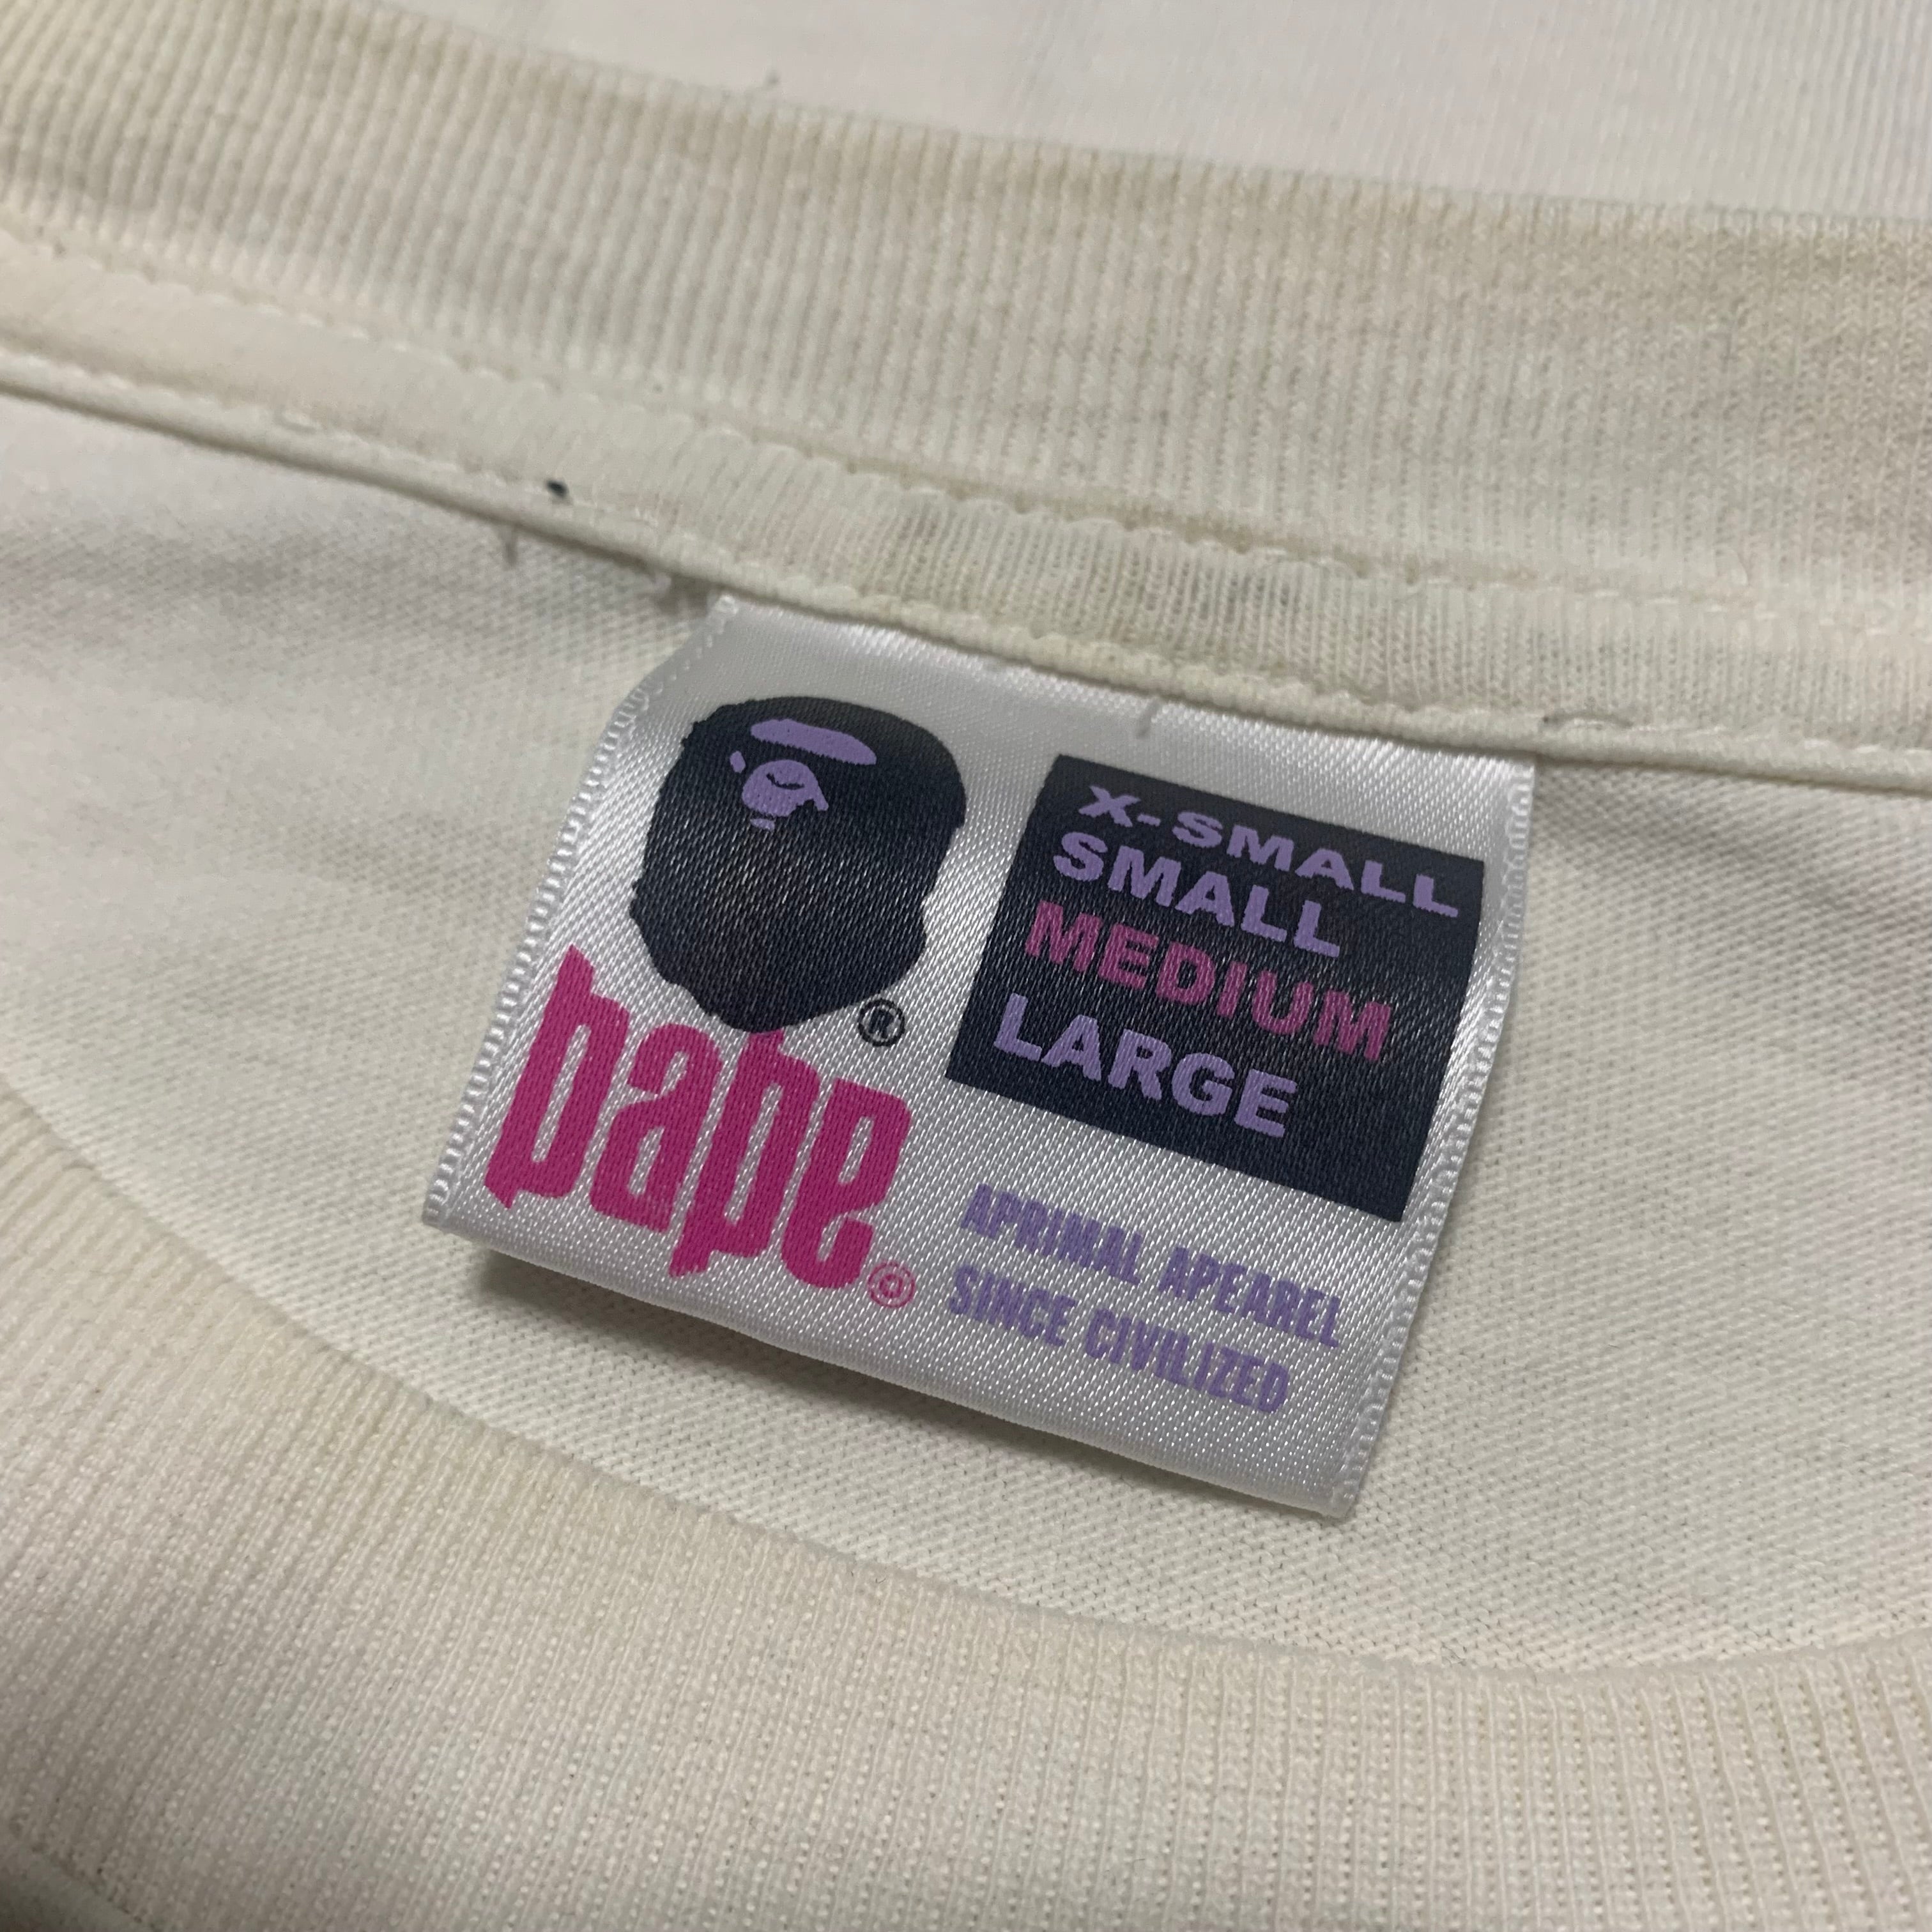 X-SMALL
SMALL
MEDIUM
LARGE
®
bape®
APRIMAL APEAREL
SINCE CIVILIZED